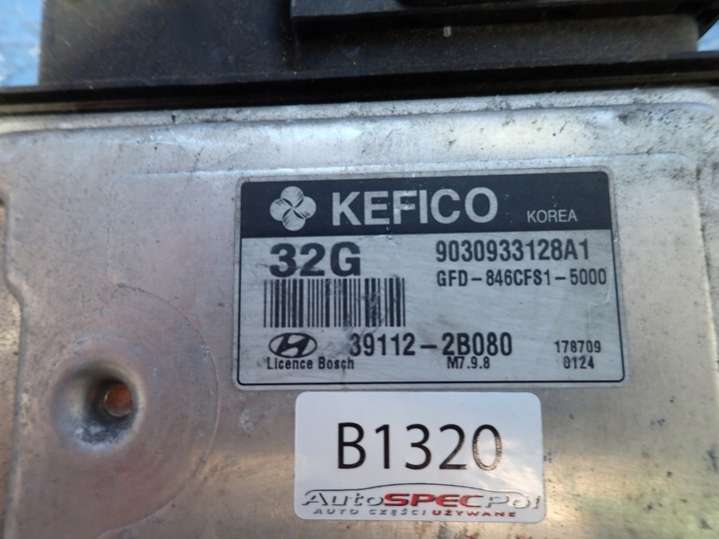 KEFICO KOREA
32G 9030933128A1
GFD-846CFS1-5000
39112-2B080 178709
Licence Bosch M7.9.8 0124
B1320
AutoSPECPol
AUTO CZĘŚCI UŻYWANE